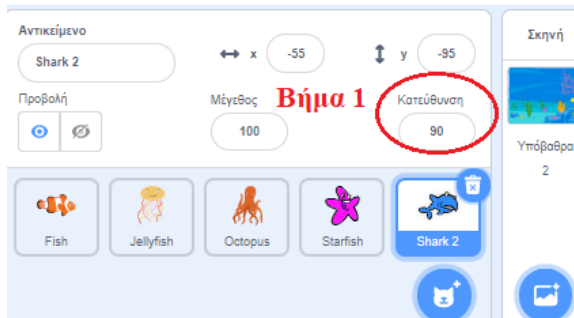 Αντικείμενο
Shark 2
x
-55
y
-95
Σκηνή
Προβολή
Μέγεθος
Βήμα 1
Κατεύθυνση
100
90
Υπόβαθρα
2
Fish
Jellyfish
Octopus
Starfish
Shark 2